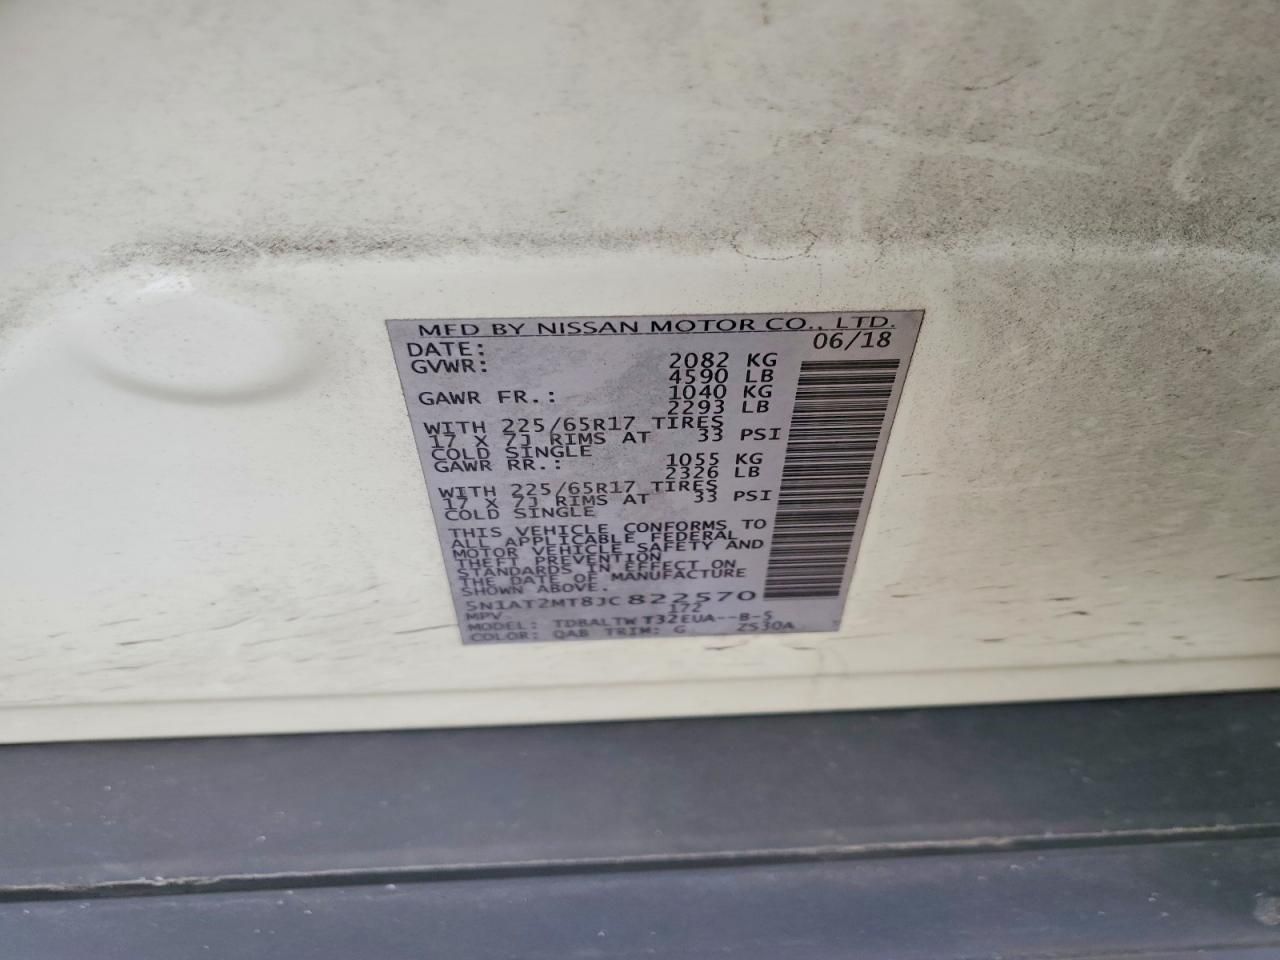 MFD BY NISSAN MOTOR CO., LTD.
DATE: 06/18
GVWR: 2082 KG
4590 LB
GAWR FR.: 1040 KG
2293 LB
WITH 225/65R17 TIRES
17 X 7J RIMS AT 33 PSI
COLD SINGLE
GAWR RR.: 1055 KG
2326 LB
WITH 225/65R17 TIRES
17 X 7J RIMS AT 33 PSI
COLD SINGLE
THIS VEHICLE CONFORMS TO
ALL APPLICABLE FEDERAL
MOTOR VEHICLE SAFETY AND
THEFT PREVENTION
STANDARDS IN EFFECT ON
THE DATE OF MANUFACTURE
SHOWN ABOVE.
5N1AT2MT8JC822570
MPV 172
MODEL: TDBALTWT32EUA--B-S
COLOR: QAB TRIM: G ZS30A